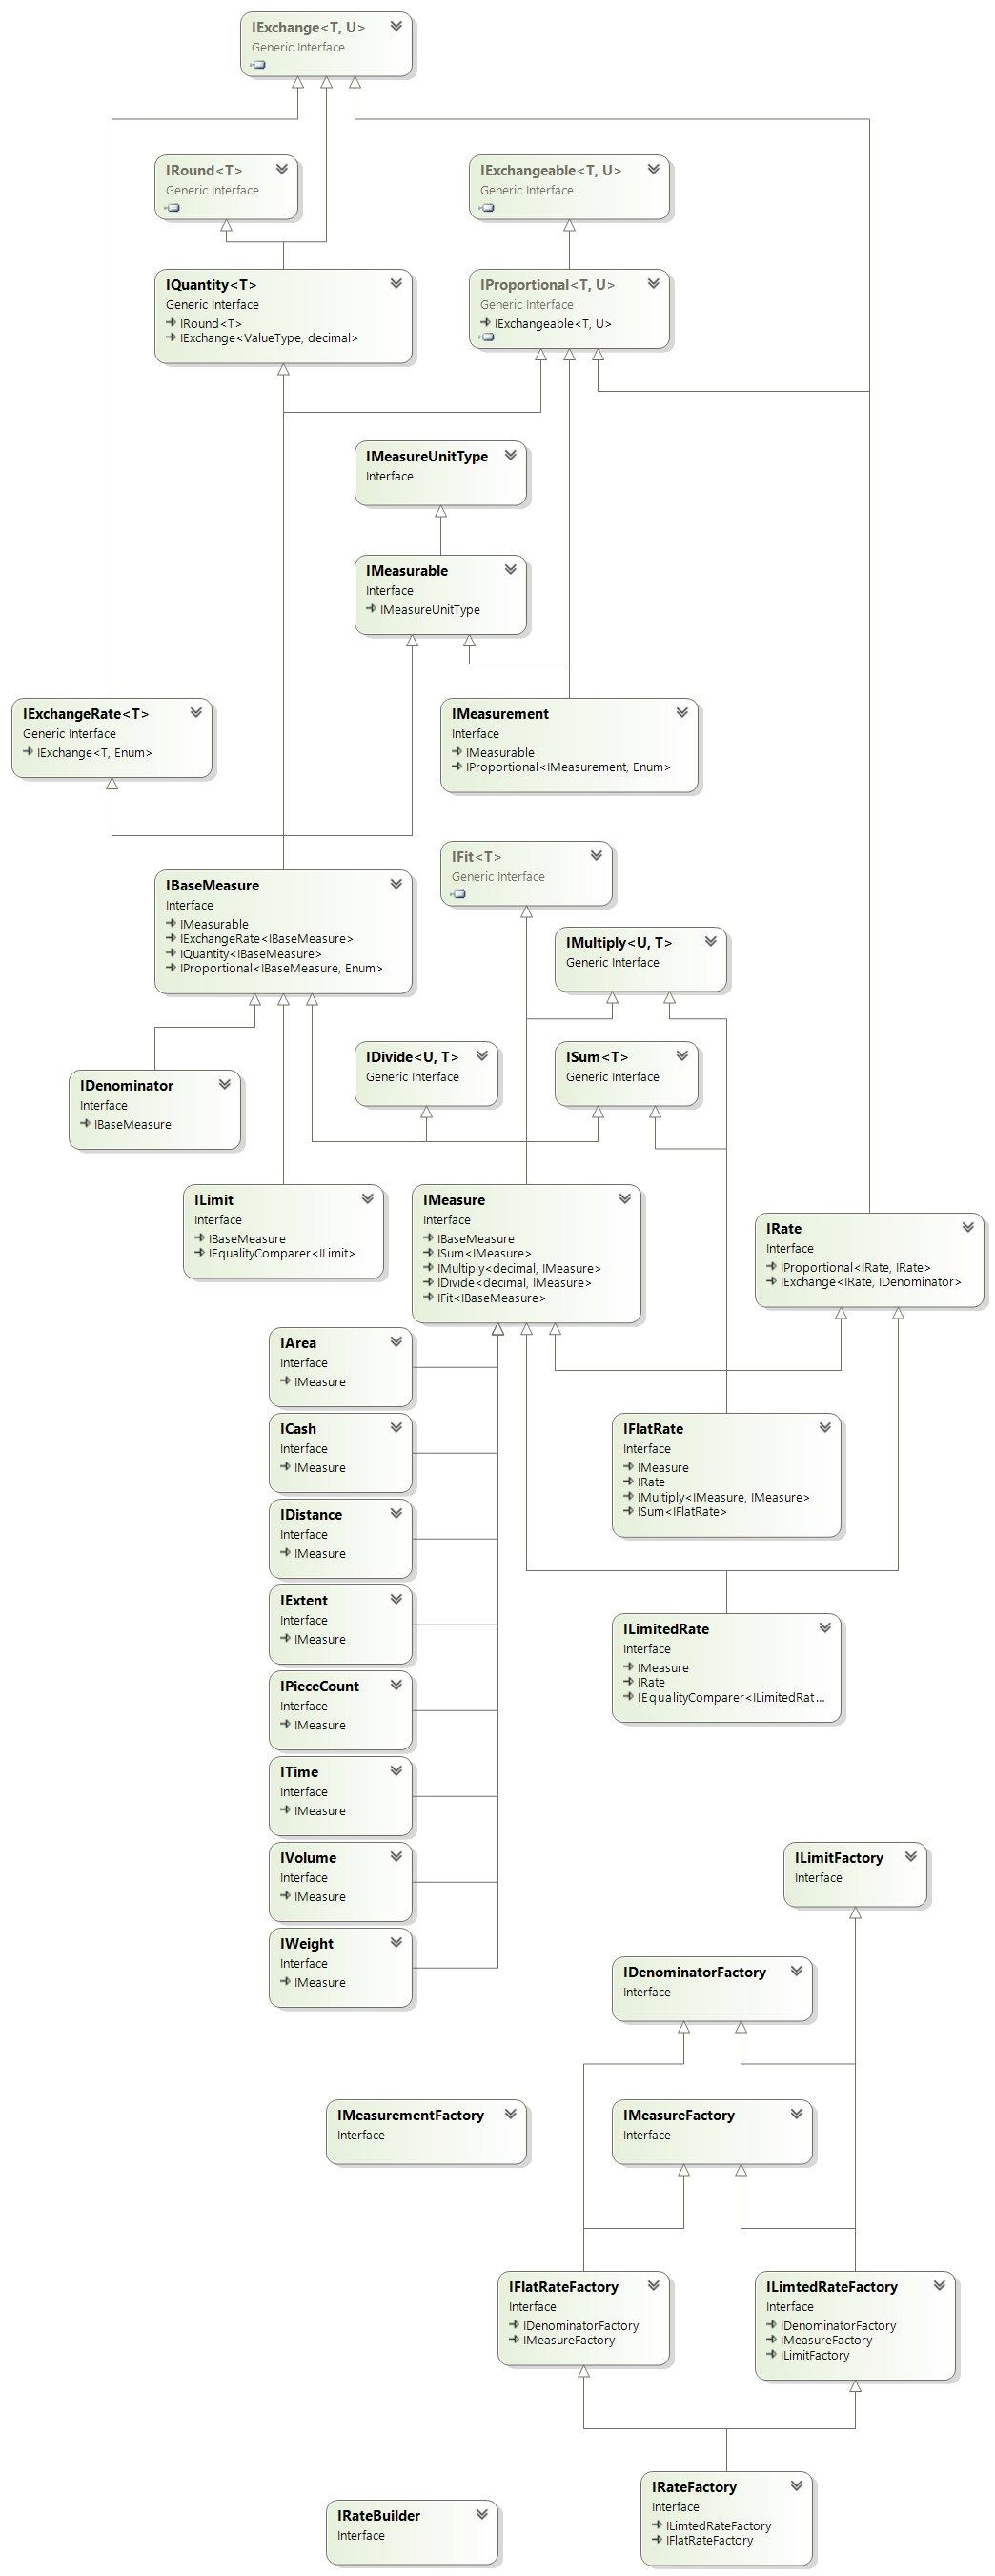 IExchange<T, U>
Generic Interface
IRound<T>
Generic Interface
IExchangeable<T, U>
Generic Interface
IQuantity<T>
Generic Interface
IRound<T>
IExchange<ValueType, decimal>
IProportional<T, U>
Generic Interface
IExchangeable<T, U>
IMeasureUnitType
Interface
IMeasurable
Interface
IMeasureUnitType
IExchangeRate<T>
Generic Interface
IExchange<T, Enum>
IMeasurement
Interface
IMeasurable
IProportional<IMeasurement, Enum>
IFit<T>
Generic Interface
IBaseMeasure
Interface
IMeasurable
IExchangeRate<IBaseMeasure>
IQuantity<IBaseMeasure>
IProportional<IBaseMeasure, Enum>
IMultiply<U, T>
Generic Interface
IDivide<U, T>
Generic Interface
ISum<T>
Generic Interface
IDenominator
Interface
IBaseMeasure
ILimit
Interface
IBaseMeasure
IEqualityComparer<ILimit>
IMeasure
Interface
IBaseMeasure
ISum<IMeasure>
IMultiply<decimal, IMeasure>
IDivide<decimal, IMeasure>
IFit<IBaseMeasure>
IRate
Interface
IProportional<IRate, IRate>
IExchange<IRate, IDenominator>
IArea
Interface
IMeasure
ICash
Interface
IMeasure
IFlatRate
Interface
IMeasure
IRate
IMultiply<IMeasure, IMeasure>
ISum<IFlatRate>
IDistance
Interface
IMeasure
IExtent
Interface
IMeasure
ILimitedRate
Interface
IMeasure
IRate
IEqualityComparer<ILimitedRat...
IPieceCount
Interface
IMeasure
ITime
Interface
IMeasure
IVolume
Interface
IMeasure
ILimitFactory
Interface
IWeight
Interface
IMeasure
IDenominatorFactory
Interface
IMeasurementFactory
Interface
IMeasureFactory
Interface
IFlatRateFactory
Interface
IDenominatorFactory
IMeasureFactory
ILimtedRateFactory
Interface
IDenominatorFactory
IMeasureFactory
ILimitFactory
IRateFactory
Interface
ILimtedRateFactory
IFlatRateFactory
IRateBuilder
Interface